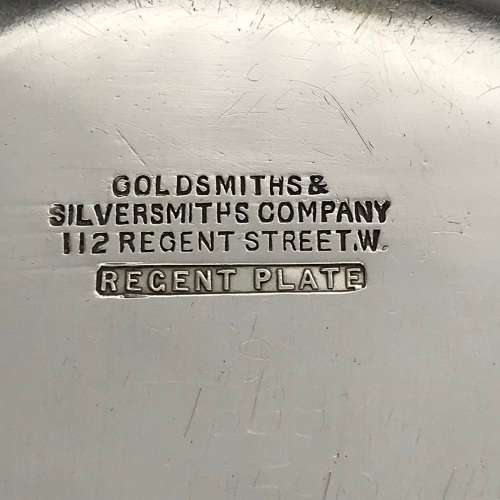 GOLDSMITHS &
SILVERSMITHS COMPANY
112 REGENT STREET.W.
REGENT PLATE